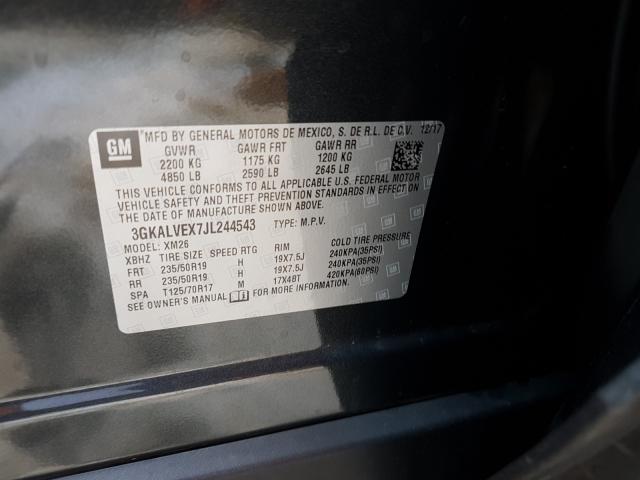 GM *MFD BY GENERAL MOTORS DE MEXICO, S. DE R.L. DE C.V. 12/17
GVWR GAWR FRT GAWR RR
2200 KG 1175 KG 1200 KG
4850 LB 2590 LB 2645 LB
THIS VEHICLE CONFORMS TO ALL APPLICABLE U.S. FEDERAL MOTOR
VEHICLE SAFETY AND THEFT PREVENTION STANDARDS IN EFFECT ON
THE DATE OF MANUFACTURE SHOWN ABOVE.
3GKALVEX7JL244543 TYPE: M.P.V.
MODEL: XM26
XBHZ TIRE SIZE SPEED RTG RIM COLD TIRE PRESSURE
FRT 235/50R19 H 19X7.5J 240KPA(35PSI)
RR 235/50R19 H 19X7.5J 240KPA(35PSI)
SPA T125/70R17 M 17X4BT 420KPA(60PSI)
SEE OWNER'S MANUAL FOR MORE INFORMATION.